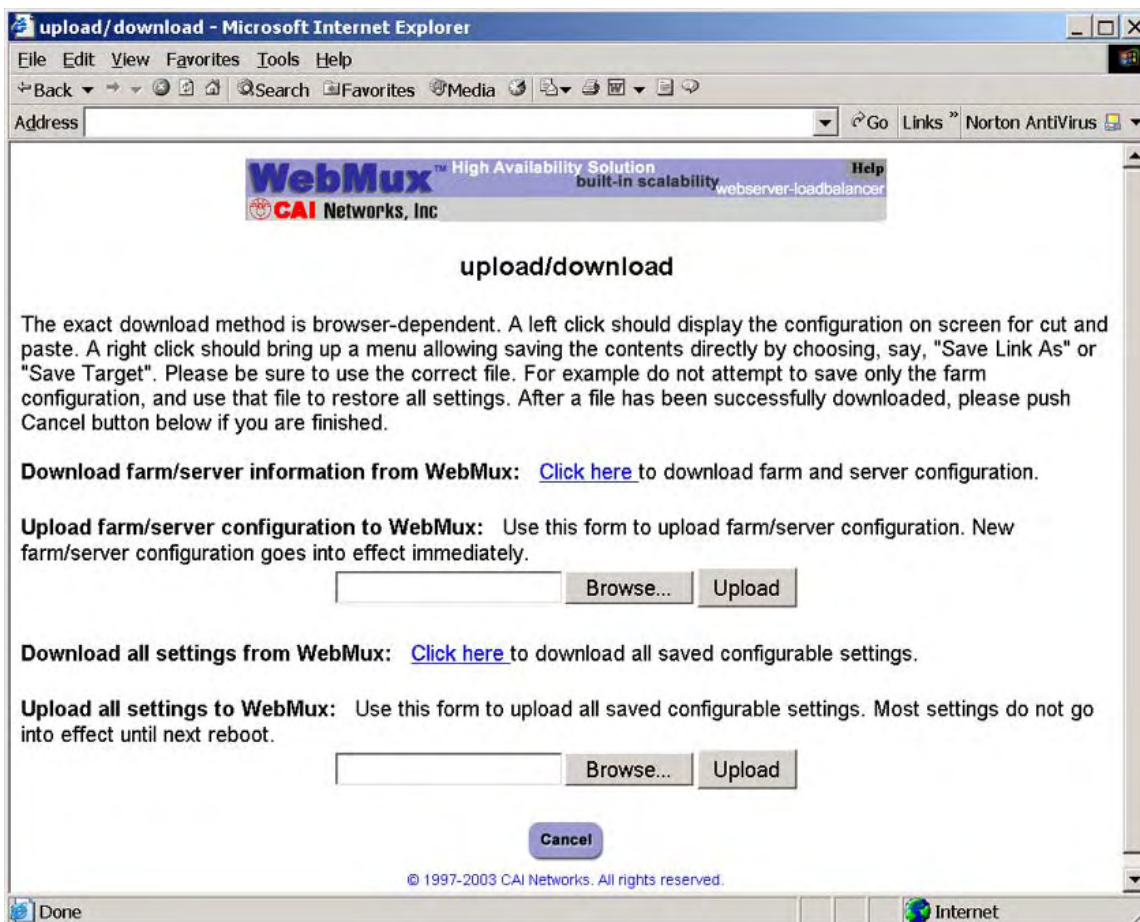 upload/download - Microsoft Internet Explorer
File Edit View Favorites Tools Help
Back Search Favorites Media
Address Go Links » Norton AntiVirus
WebMux™ High Availability Solution Help
built-in scalability
webserver-loadbalancer
CAI Networks, Inc
upload/download
The exact download method is browser-dependent. A left click should display the configuration on screen for cut and
paste. A right click should bring up a menu allowing saving the contents directly by choosing, say, "Save Link As" or
"Save Target". Please be sure to use the correct file. For example do not attempt to save only the farm
configuration, and use that file to restore all settings. After a file has been successfully downloaded, please push
Cancel button below if you are finished.
Download farm/server information from WebMux: Click here to download farm and server configuration.
Upload farm/server configuration to WebMux: Use this form to upload farm/server configuration. New
farm/server configuration goes into effect immediately.
Browse... Upload
Download all settings from WebMux: Click here to download all saved configurable settings.
Upload all settings to WebMux: Use this form to upload all saved configurable settings. Most settings do not go
into effect until next reboot.
Browse... Upload
Cancel
© 1997-2003 CAI Networks. All rights reserved.
Done Internet